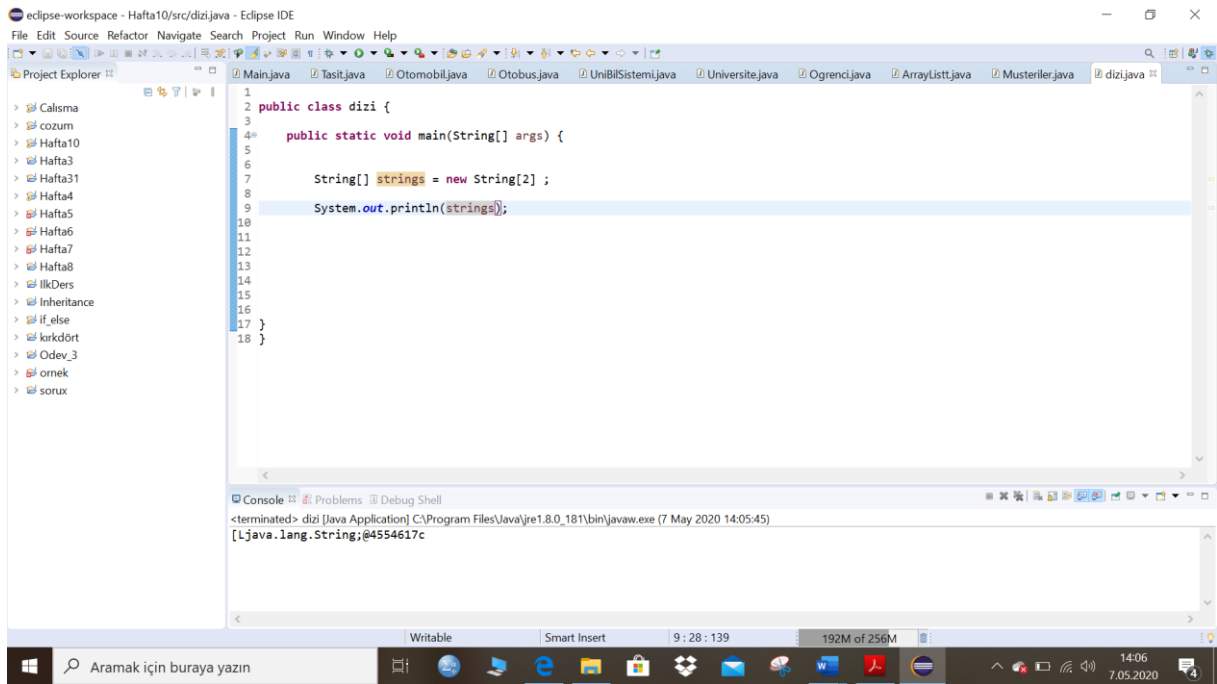 eclipse-workspace - Hafta10/src/dizi.java - Eclipse IDE
File Edit Source Refactor Navigate Search Project Run Window Help
Project Explorer
Main.java Tasit.java Otomobil.java Otobus.java UniBilSistemi.java Universite.java Ogrenci.java ArrayListt.java Musteriler.java dizi.java
Calisma
cozum
Hafta10
Hafta3
Hafta31
Hafta4
Hafta5
Hafta6
Hafta7
Hafta8
IlkDers
Inheritance
if_else
kırkdört
Odev_3
ornek
sorux
1
2 public class dizi {
3
4 public static void main(String[] args) {
5
6
7 String[] strings = new String[2] ;
8
9 System.out.println(strings);
10
11
12
13
14
15
16
17 }
18 }
Console Problems Debug Shell
<terminated> dizi [Java Application] C:\Program Files\Java\jre1.8.0_181\bin\javaw.exe (7 May 2020 14:05:45)
[Ljava.lang.String;@4554617c
Writable Smart Insert 9 : 28 : 139 192M of 256M
Aramak için buraya yazın
14:06
7.05.2020
4